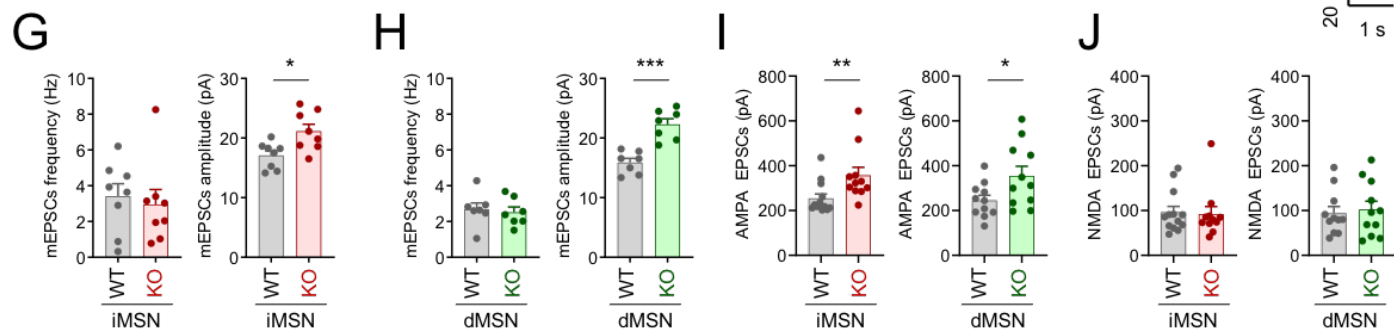 G
mEPSCs frequency (Hz)
10
8
6
4
2
0
WT
KO
iMSN
mEPSCs amplitude (pA)
30
20
10
0
*
WT
KO
iMSN
H
mEPSCs frequency (Hz)
10
8
6
4
2
0
WT
KO
dMSN
mEPSCs amplitude (pA)
30
20
10
0
***
WT
KO
dMSN
I
AMPA EPSCs (pA)
800
600
400
200
0
**
WT
KO
iMSN
AMPA EPSCs (pA)
800
600
400
200
0
*
WT
KO
dMSN
J
NMDA EPSCs (pA)
400
300
200
100
0
WT
KO
iMSN
NMDA EPSCs (pA)
400
300
200
100
0
WT
KO
dMSN
20
1 s